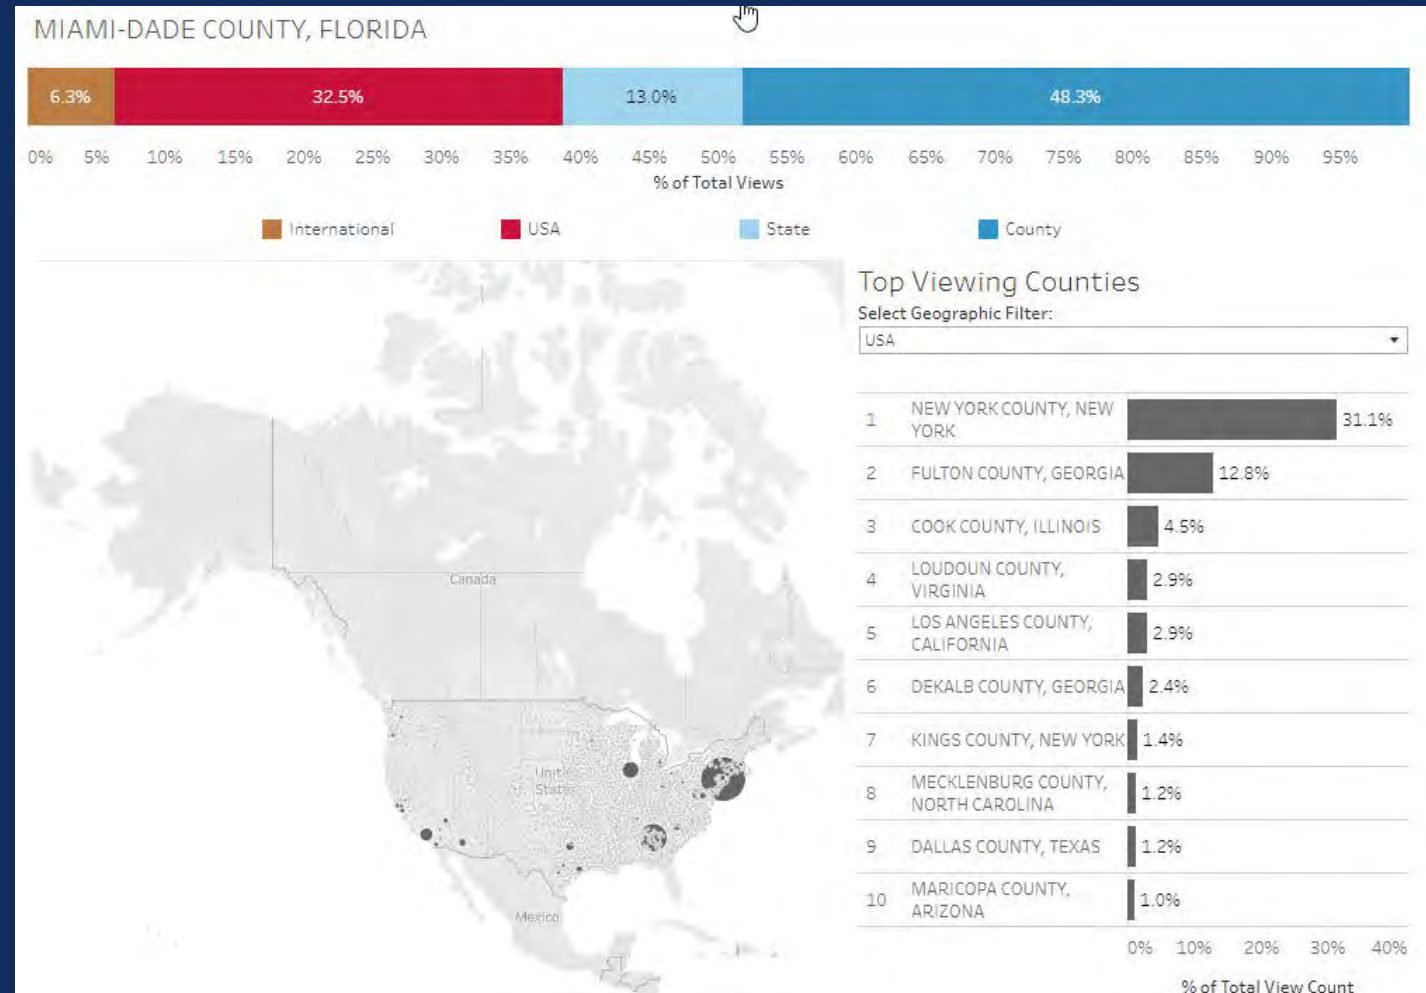 MIAMI-DADE COUNTY, FLORIDA
6.3% 32.5% 13.0% 48.3%
0% 5% 10% 15% 20% 25% 30% 35% 40% 45% 50% 55% 60% 65% 70% 75% 80% 85% 90% 95%
% of Total Views
International USA State County
Top Viewing Counties
Select Geographic Filter:
USA
1 NEW YORK COUNTY, NEW
YORK
31.1%
2 FULTON COUNTY, GEORGIA 12.8%
3 COOK COUNTY, ILLINOIS 4.5%
4 LOUDOUN COUNTY,
VIRGINIA
2.9%
5 LOS ANGELES COUNTY,
CALIFORNIA
2.9%
6 DEKALB COUNTY, GEORGIA 2.4%
7 KINGS COUNTY, NEW YORK 1.4%
8 MECKLENBURG COUNTY,
NORTH CAROLINA
1.2%
9 DALLAS COUNTY, TEXAS 1.2%
10 MARICOPA COUNTY,
ARIZONA
1.0%
0% 10% 20% 30% 40%
% of Total View Count
Canada
Mexico